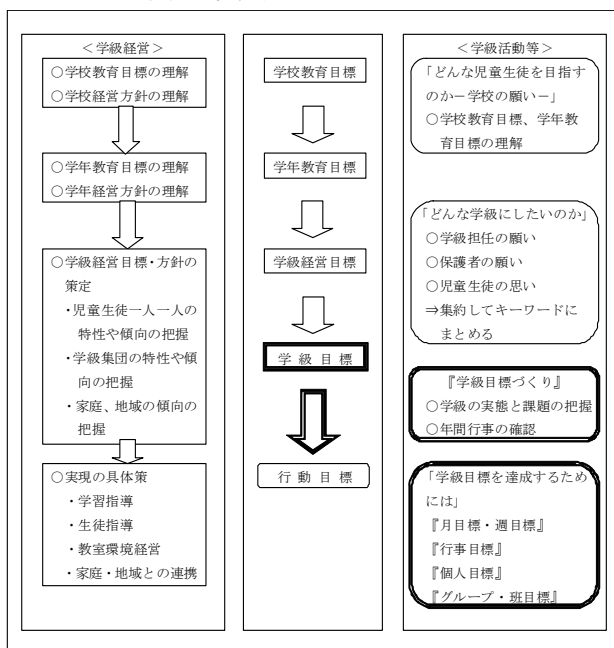 ＜学級経営＞
○学校教育目標の理解
○学校経営方針の理解
○学年教育目標の理解
○学年経営方針の理解
○学級経営目標・方針の
策定
・児童生徒一人一人の
特性や傾向の把握
・学級集団の特性や傾
向の把握
・家庭、地域の傾向の
把握
○実現の具体策
・学習指導
・生徒指導
・教室環境経営
・家庭・地域との連携
学校教育目標
学年教育目標
学級経営目標
学 級 目 標
行 動 目 標
＜学級活動等＞
「どんな児童生徒を目指す
のか－学校の願い－」
○学校教育目標、学年教
育目標の理解
「どんな学級にしたいのか」
○学級担任の願い
○保護者の願い
○児童生徒の思い
⇒集約してキーワードに
まとめる
『学級目標づくり』
○学級の実態と課題の把握
○年間行事の確認
「学級目標を達成するため
には」
『月目標・週目標』
『行事目標』
『個人目標』
『グループ・班目標』